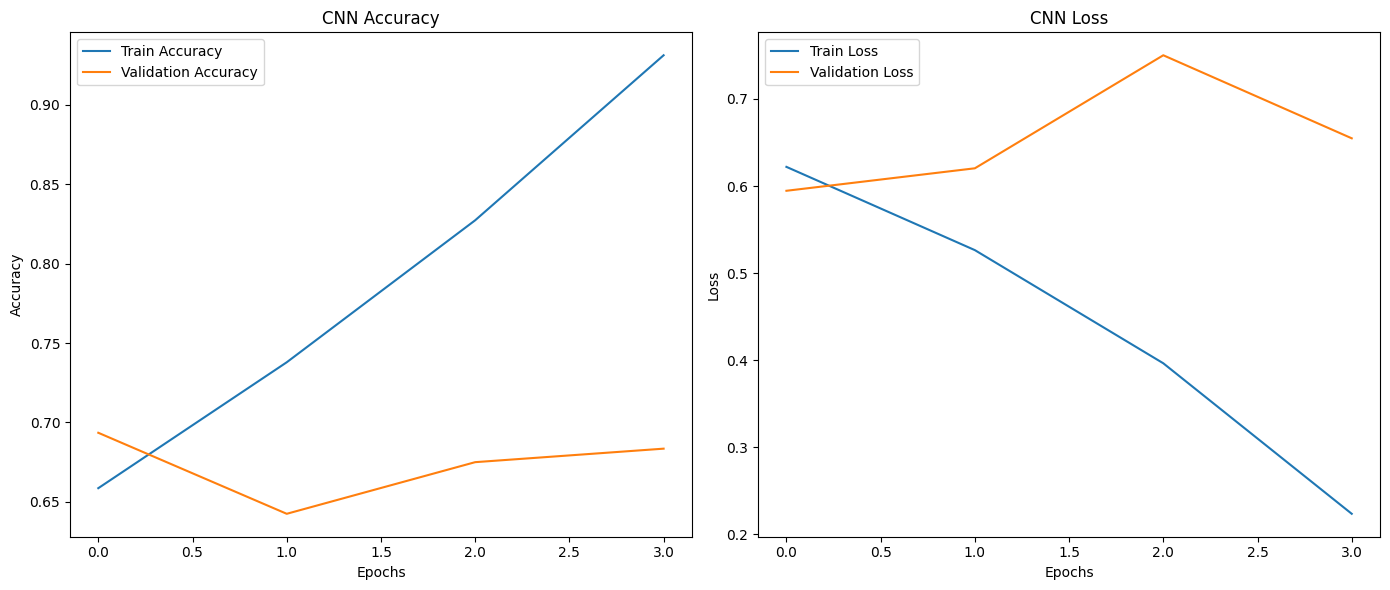 CNN Accuracy
Train Accuracy
Validation Accuracy
0.90
0.85
0.80
0.75
0.70
0.65
Accuracy
0.0 0.5 1.0 1.5 2.0 2.5 3.0
Epochs
CNN Loss
Train Loss
Validation Loss
0.7
0.6
0.5
0.4
0.3
0.2
Loss
0.0 0.5 1.0 1.5 2.0 2.5 3.0
Epochs